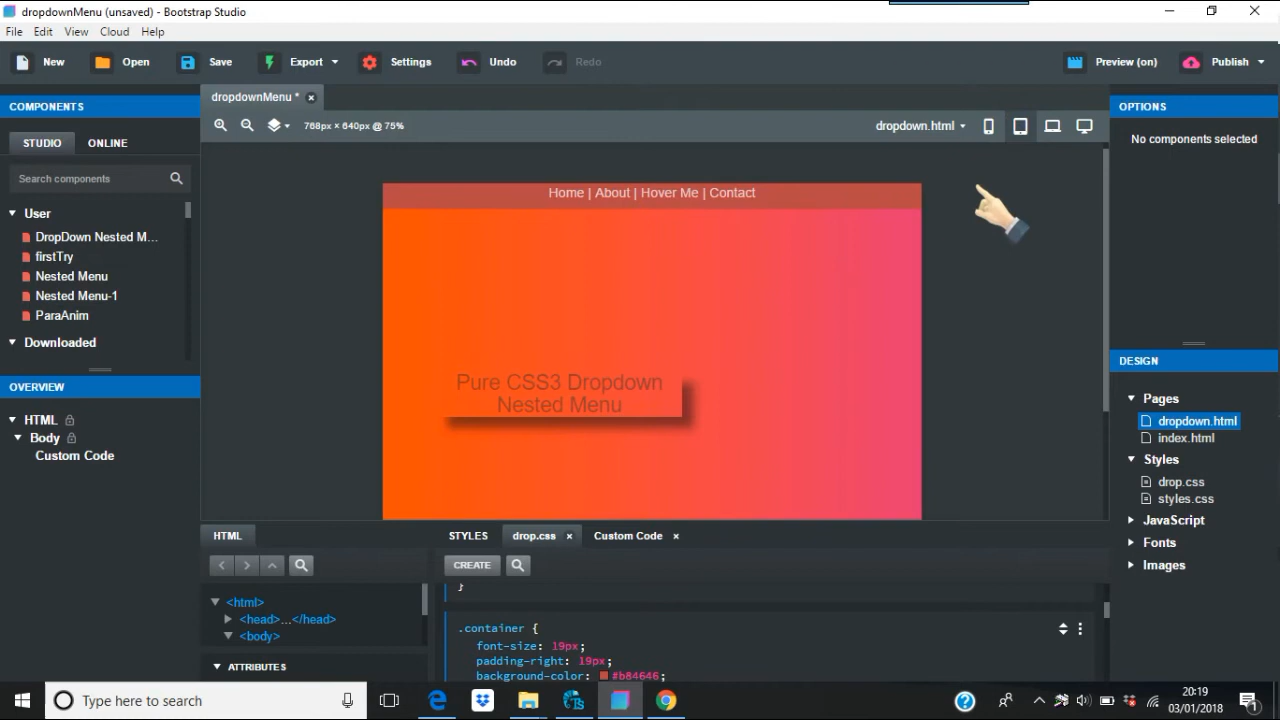 dropdownMenu (unsaved) - Bootstrap Studio
File Edit View Cloud Help
New Open Save Export Settings Undo Redo Preview (on) Publish
COMPONENTS
dropdownMenu *
OPTIONS
768px × 640px @ 75%
dropdown.html
STUDIO ONLINE
No components selected
Search components
User
DropDown Nested M...
firstTry
Nested Menu
Nested Menu-1
ParaAnim
Downloaded
Home | About | Hover Me | Contact
Pure CSS3 Dropdown
Nested Menu
OVERVIEW
HTML
Body
Custom Code
DESIGN
Pages
dropdown.html
index.html
Styles
drop.css
styles.css
JavaScript
Fonts
Images
HTML
STYLES drop.css Custom Code
CREATE
<html>
<head>...</head>
<body>
ATTRIBUTES
}
.container {
font-size: 19px;
padding-right: 19px;
background-color: #b84646;
Type here to search
20:19
03/01/2018
1